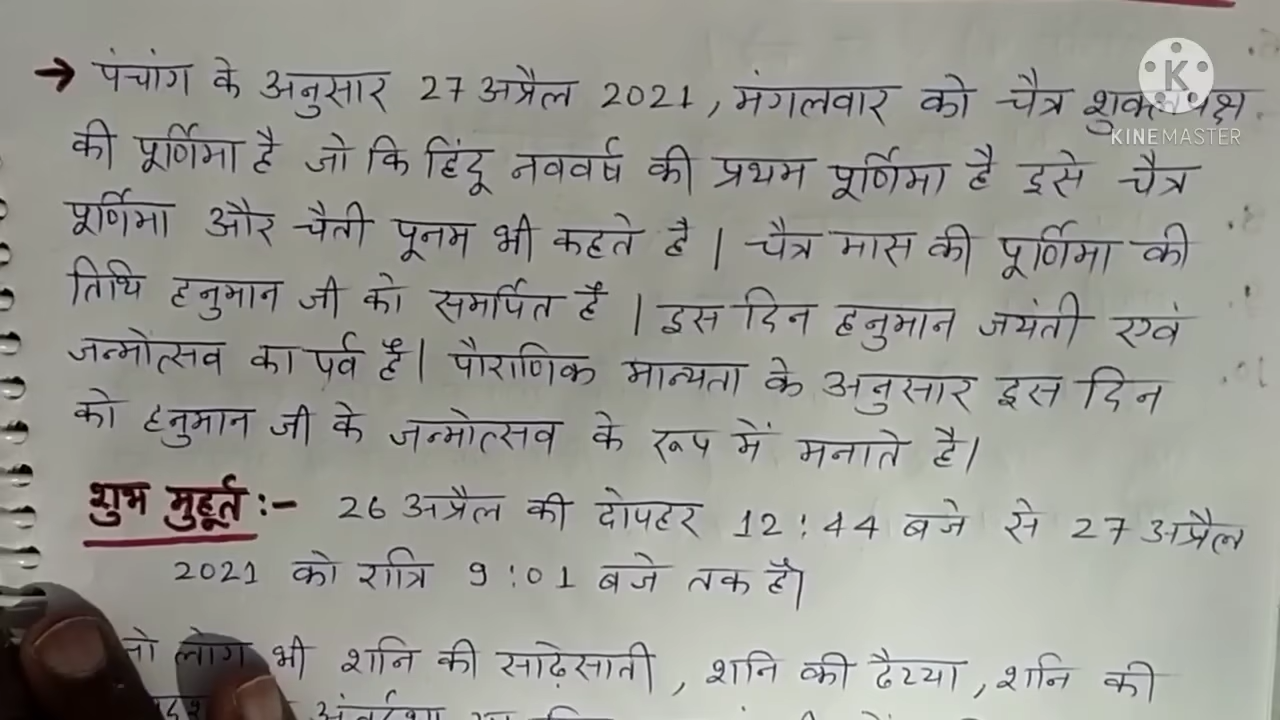 → पंचांग के अनुसार 27 अप्रैल 2021, मंगलवार को चैत्र शुक्लपक्ष
की पूर्णिमा है जो कि हिंदू नववर्ष की प्रथम पूर्णिमा है इसे चैत्र
पूर्णिमा और चैती पूनम भी कहते है। चैत्र मास की पूर्णिमा की
तिथि हनुमान जी को समर्पित है। इस दिन हनुमान जयंती एवं
जन्मोत्सव का पर्व है। पौराणिक मान्यता के अनुसार इस दिन
को हनुमान जी के जन्मोत्सव के रूप में मनाते है।
शुभ मुहूर्त :- 26 अप्रैल की दोपहर 12:44 बजे से 27 अप्रैल
2021 को रात्रि 9:01 बजे तक है।
जो लोग भी शनि की साढ़ेसाती, शनि की ढैय्या, शनि की
K
KINEMASTER